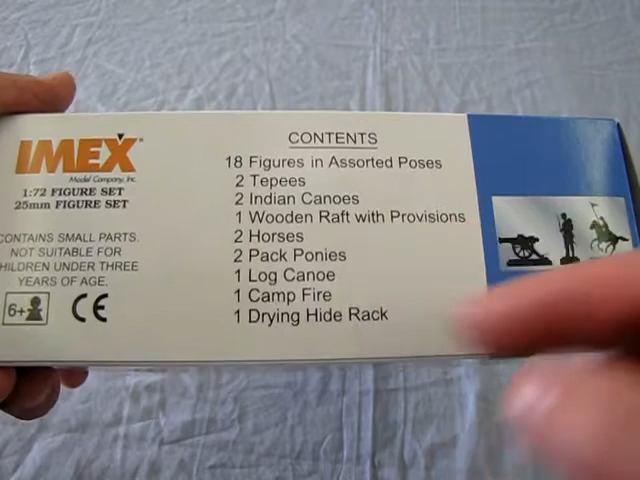 IMEX®
Model Company, Inc.
1:72 FIGURE SET
25mm FIGURE SET
CONTAINS SMALL PARTS.
NOT SUITABLE FOR
HILDREN UNDER THREE
YEARS OF AGE.
6+
CE
CONTENTS
18 Figures in Assorted Poses
2 Tepees
2 Indian Canoes
1 Wooden Raft with Provisions
2 Horses
2 Pack Ponies
1 Log Canoe
1 Camp Fire
1 Drying Hide Rack